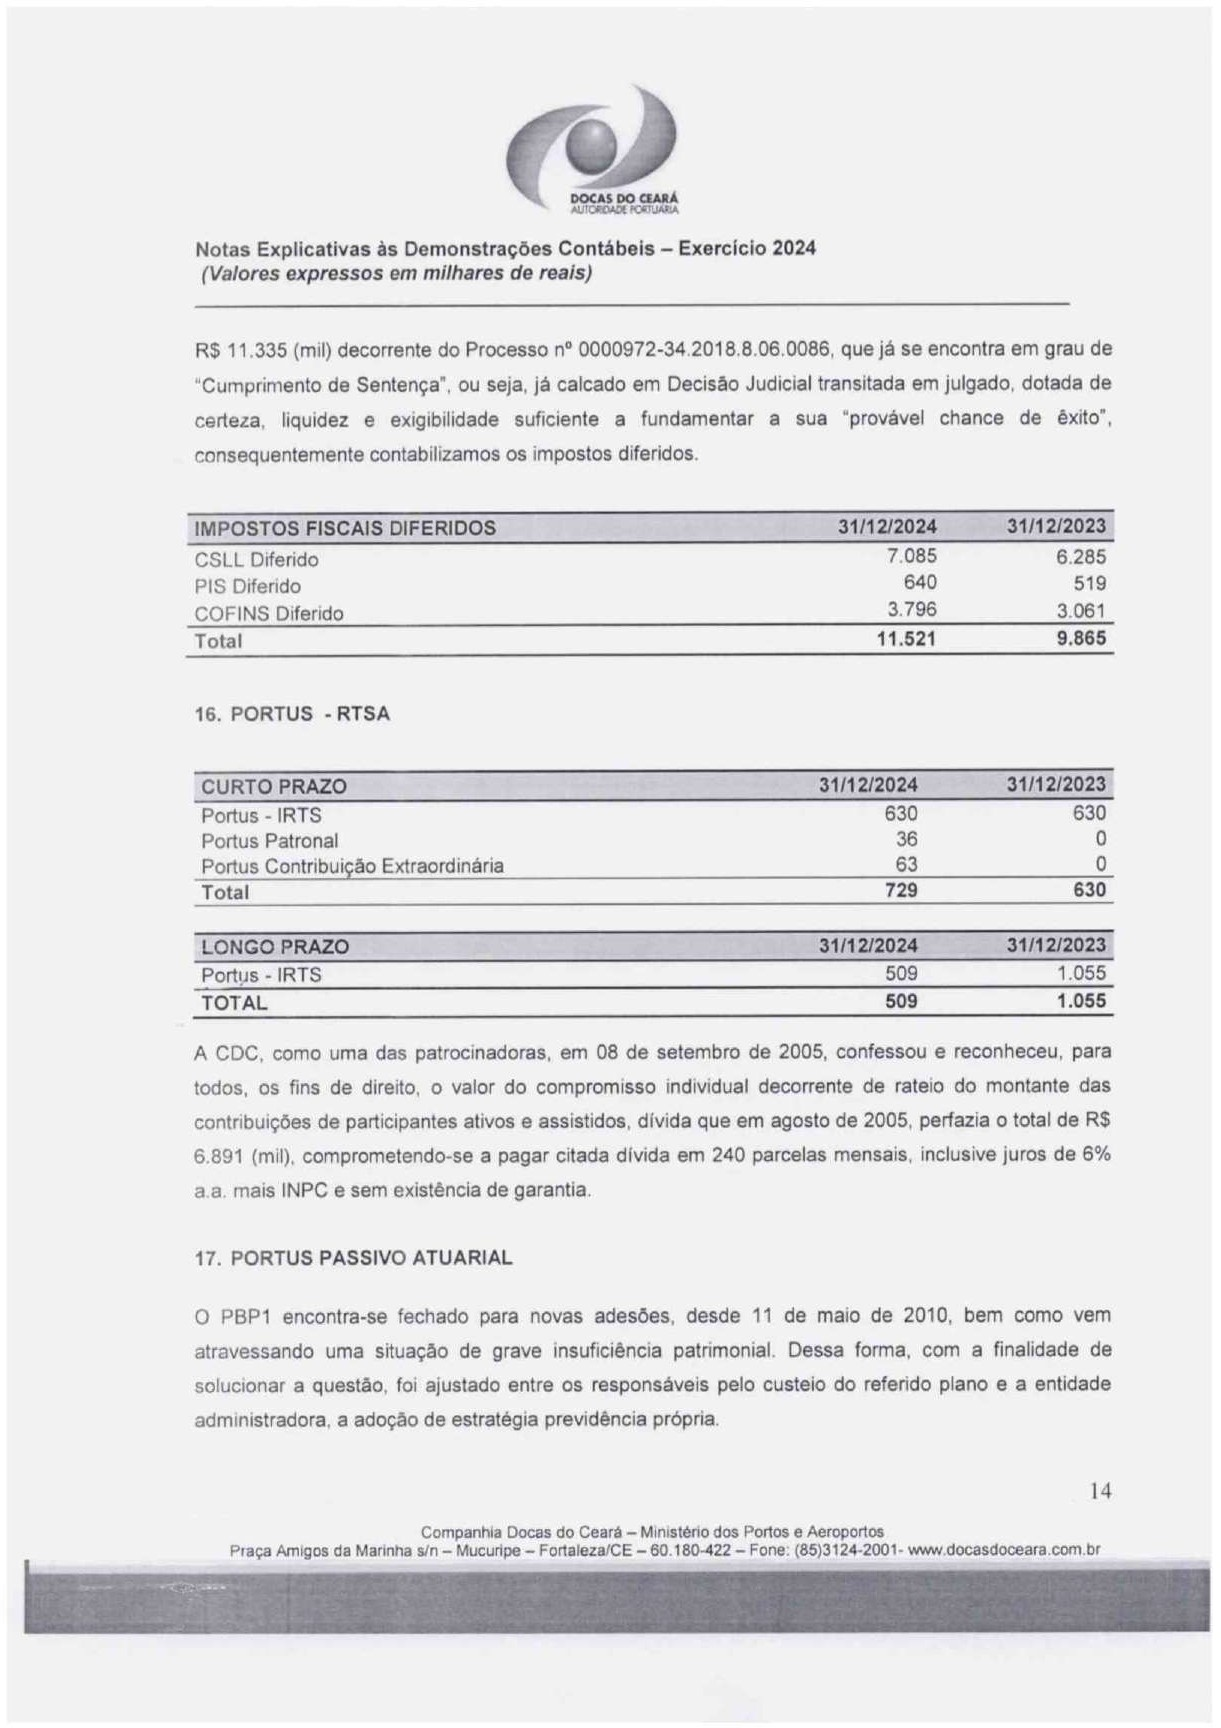 DOCAS DO CEARÁ
AUTORIDADE PORTUÁRIA
Notas Explicativas às Demonstrações Contábeis – Exercício 2024
(Valores expressos em milhares de reais)
R$ 11.335 (mil) decorrente do Processo nº 0000972-34.2018.8.06.0086, que já se encontra em grau de
"Cumprimento de Sentença", ou seja, já calcado em Decisão Judicial transitada em julgado, dotada de
certeza, liquidez e exigibilidade suficiente a fundamentar a sua "provável chance de êxito",
consequentemente contabilizamos os impostos diferidos.
IMPOSTOS FISCAIS DIFERIDOS 31/12/2024 31/12/2023
CSLL Diferido 7.085 6.285
PIS Diferido 640 519
COFINS Diferido 3.796 3.061
Total 11.521 9.865
16. PORTUS - RTSA
CURTO PRAZO 31/12/2024 31/12/2023
Portus - IRTS 630 630
Portus Patronal 36 0
Portus Contribuição Extraordinária 63 0
Total 729 630
LONGO PRAZO 31/12/2024 31/12/2023
Portus - IRTS 509 1.055
TOTAL 509 1.055
A CDC, como uma das patrocinadoras, em 08 de setembro de 2005, confessou e reconheceu, para
todos, os fins de direito, o valor do compromisso individual decorrente de rateio do montante das
contribuições de participantes ativos e assistidos, dívida que em agosto de 2005, perfazia o total de R$
6.891 (mil), comprometendo-se a pagar citada dívida em 240 parcelas mensais, inclusive juros de 6%
a.a. mais INPC e sem existência de garantia.
17. PORTUS PASSIVO ATUARIAL
O PBP1 encontra-se fechado para novas adesões, desde 11 de maio de 2010, bem como vem
atravessando uma situação de grave insuficiência patrimonial. Dessa forma, com a finalidade de
solucionar a questão, foi ajustado entre os responsáveis pelo custeio do referido plano e a entidade
administradora, a adoção de estratégia previdência própria.
14
Companhia Docas do Ceará – Ministério dos Portos e Aeroportos
Praça Amigos da Marinha s/n – Mucuripe – Fortaleza/CE – 60.180-422 – Fone: (85)3124-2001- www.docasdoceara.com.br